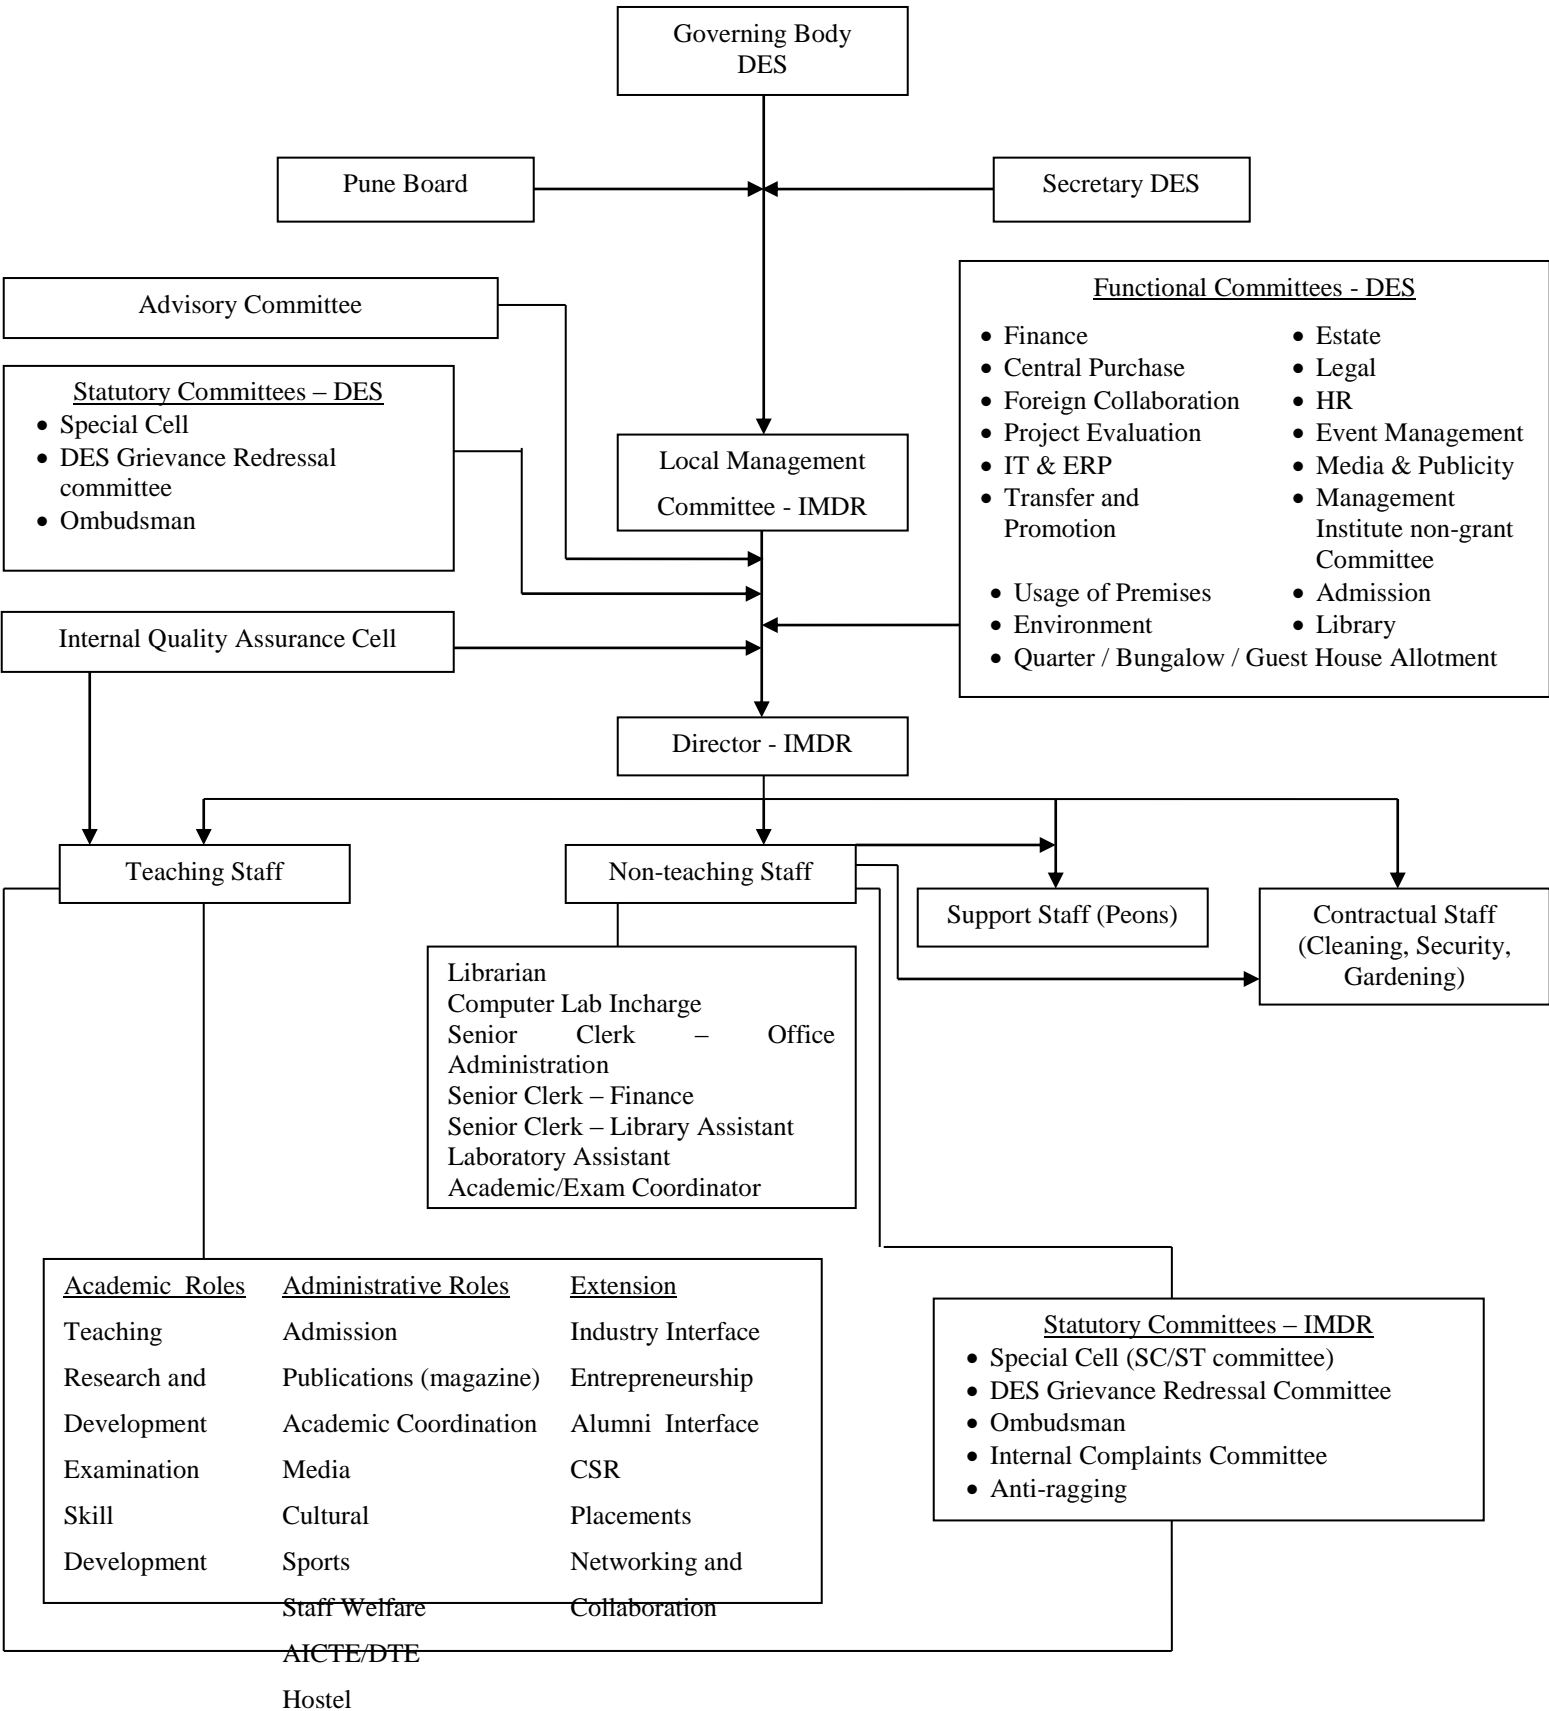 Governing Body
DES
Pune Board
Secretary DES
Advisory Committee
Statutory Committees – DES
• Special Cell
• DES Grievance Redressal
committee
• Ombudsman
Functional Committees - DES
• Finance
• Central Purchase
• Foreign Collaboration
• Project Evaluation
• IT & ERP
• Transfer and
Promotion
• Estate
• Legal
• HR
• Event Management
• Media & Publicity
• Management
Institute non-grant
Committee
• Usage of Premises
• Environment
• Admission
• Library
• Quarter / Bungalow / Guest House Allotment
Local Management
Committee - IMDR
Internal Quality Assurance Cell
Director - IMDR
Teaching Staff
Non-teaching Staff
Support Staff (Peons)
Contractual Staff
(Cleaning, Security,
Gardening)
Librarian
Computer Lab Incharge
Senior Clerk – Office
Administration
Senior Clerk – Finance
Senior Clerk – Library Assistant
Laboratory Assistant
Academic/Exam Coordinator
Academic Roles
Teaching
Research and
Development
Examination
Skill
Development
Administrative Roles
Admission
Publications (magazine)
Academic Coordination
Media
Cultural
Sports
Staff Welfare
AICTE/DTE
Hostel
Extension
Industry Interface
Entrepreneurship
Alumni Interface
CSR
Placements
Networking and
Collaboration
Statutory Committees – IMDR
• Special Cell (SC/ST committee)
• DES Grievance Redressal Committee
• Ombudsman
• Internal Complaints Committee
• Anti-ragging